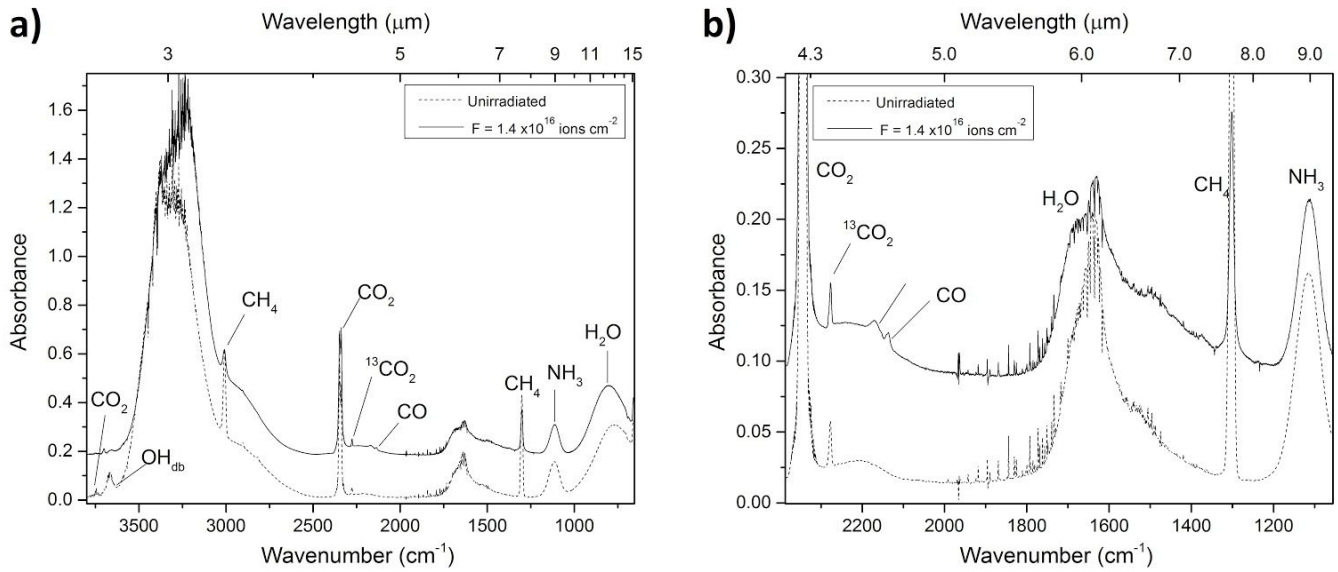 a)
Wavelength (μm)
3 5 7 9 11 15
Unirradiated
F = 1.4 x10¹⁶ ions cm⁻²
1.6
1.4
1.2
1.0
0.8
0.6
0.4
0.2
0.0
Absorbance
CO₂
OH_db
CH₄
CO₂
¹³CO₂
CO
CH₄
NH₃
H₂O
3500 3000 2500 2000 1500 1000
Wavenumber (cm⁻¹)
b)
Wavelength (μm)
4.3 5.0 6.0 7.0 8.0 9.0
Unirradiated
F = 1.4 x10¹⁶ ions cm⁻²
0.30
0.25
0.20
0.15
0.10
0.05
0.00
Absorbance
CO₂
¹³CO₂
CO
H₂O
CH₄
NH₃
2200 2000 1800 1600 1400 1200
Wavenumber (cm⁻¹)